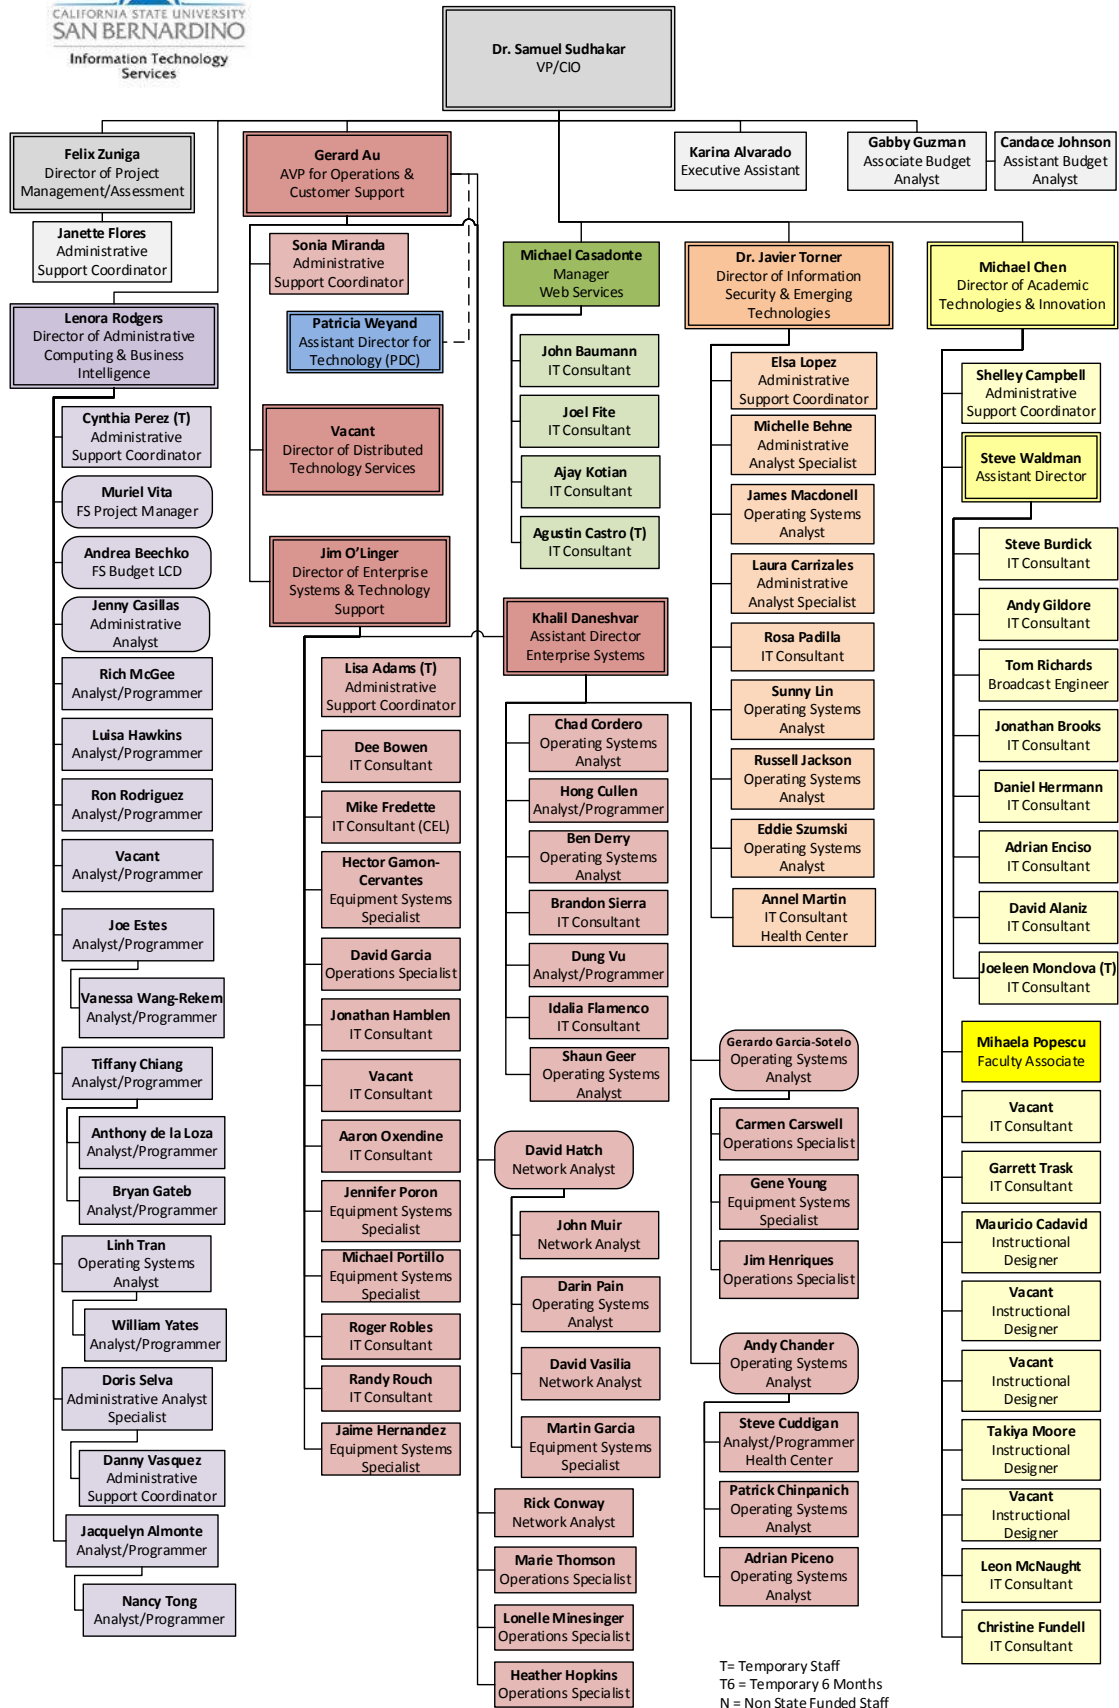 CALIFORNIA STATE UNIVERSITY
SAN BERNARDINO
Information Technology
Services
Dr. Samuel Sudhakar
VP/CIO
Felix Zuniga
Director of Project
Management/Assessment
Gerard Au
AVP for Operations &
Customer Support
Karina Alvarado
Executive Assistant
Gabby Guzman
Associate Budget
Analyst
Candace Johnson
Assistant Budget
Analyst
Janette Flores
Administrative
Support Coordinator
Sonia Miranda
Administrative
Support Coordinator
Michael Casadonte
Manager
Web Services
Dr. Javier Torner
Director of Information
Security & Emerging
Technologies
Michael Chen
Director of Academic
Technologies & Innovation
Lenora Rodgers
Director of Administrative
Computing & Business
Intelligence
Patricia Weyand
Assistant Director for
Technology (PDC)
Vacant
Director of Distributed
Technology Services
Jim O'Linger
Director of Enterprise
Systems & Technology
Support
Khalil Daneshvar
Assistant Director
Enterprise Systems
Cynthia Perez (T)
Administrative
Support Coordinator
Muriel Vita
FS Project Manager
Andrea Beechko
FS Budget LCD
Jenny Casillas
Administrative
Analyst
Rich McGee
Analyst/Programmer
Luisa Hawkins
Analyst/Programmer
Ron Rodriguez
Analyst/Programmer
Vacant
Analyst/Programmer
Joe Estes
Analyst/Programmer
Vanessa Wang-Rekem
Analyst/Programmer
Tiffany Chiang
Analyst/Programmer
Anthony de la Loza
Analyst/Programmer
Bryan Gateb
Analyst/Programmer
Linh Tran
Operating Systems
Analyst
William Yates
Analyst/Programmer
Doris Selva
Administrative Analyst
Specialist
Danny Vasquez
Administrative
Support Coordinator
Jacquelyn Almonte
Analyst/Programmer
Nancy Tong
Analyst/Programmer
Lisa Adams (T)
Administrative
Support Coordinator
Dee Bowen
IT Consultant
Mike Fredette
IT Consultant (CEL)
Hector Gamon-
Cervantes
Equipment Systems
Specialist
David Garcia
Operations Specialist
Jonathan Hamblen
IT Consultant
Vacant
IT Consultant
Aaron Oxendine
IT Consultant
Jennifer Poron
Equipment Systems
Specialist
Michael Portillo
Equipment Systems
Specialist
Roger Robles
IT Consultant
Randy Rouch
IT Consultant
Jaime Hernandez
Equipment Systems
Specialist
John Baumann
IT Consultant
Joel Fite
IT Consultant
Ajay Kotian
IT Consultant
Agustin Castro (T)
IT Consultant
Chad Cordero
Operating Systems
Analyst
Hong Cullen
Analyst/Programmer
Ben Derry
Operating Systems
Analyst
Brandon Sierra
IT Consultant
Dung Vu
Analyst/Programmer
Idalia Flamenco
IT Consultant
Shaun Geer
Operating Systems
Analyst
David Hatch
Network Analyst
John Muir
Network Analyst
Darin Pain
Operating Systems
Analyst
David Vasilia
Network Analyst
Martin Garcia
Equipment Systems
Specialist
Rick Conway
Network Analyst
Marie Thomson
Operations Specialist
Lonelle Minesinger
Operations Specialist
Heather Hopkins
Operations Specialist
Elsa Lopez
Administrative
Support Coordinator
Michelle Behne
Administrative
Analyst Specialist
James Macdonell
Operating Systems
Analyst
Laura Carrizales
Administrative
Analyst Specialist
Rosa Padilla
IT Consultant
Sunny Lin
Operating Systems
Analyst
Russell Jackson
Operating Systems
Analyst
Eddie Szumski
Operating Systems
Analyst
Annel Martin
IT Consultant
Health Center
Gerardo Garcia-Sotelo
Operating Systems
Analyst
Carmen Carswell
Operations Specialist
Gene Young
Equipment Systems
Specialist
Jim Henriques
Operations Specialist
Andy Chander
Operating Systems
Analyst
Steve Cuddigan
Analyst/Programmer
Health Center
Patrick Chinpanich
Operating Systems
Analyst
Adrian Piceno
Operating Systems
Analyst
Shelley Campbell
Administrative
Support Coordinator
Steve Waldman
Assistant Director
Steve Burdick
IT Consultant
Andy Gildore
IT Consultant
Tom Richards
Broadcast Engineer
Jonathan Brooks
IT Consultant
Daniel Herrmann
IT Consultant
Adrian Enciso
IT Consultant
David Alaniz
IT Consultant
Joeleen Monclova (T)
IT Consultant
Mihaela Popescu
Faculty Associate
Vacant
IT Consultant
Garrett Trask
IT Consultant
Mauricio Cadavid
Instructional
Designer
Vacant
Instructional
Designer
Vacant
Instructional
Designer
Takiya Moore
Instructional
Designer
Vacant
Instructional
Designer
Leon McNaught
IT Consultant
Christine Fundell
IT Consultant
T= Temporary Staff
T6 = Temporary 6 Months
N = Non State Funded Staff